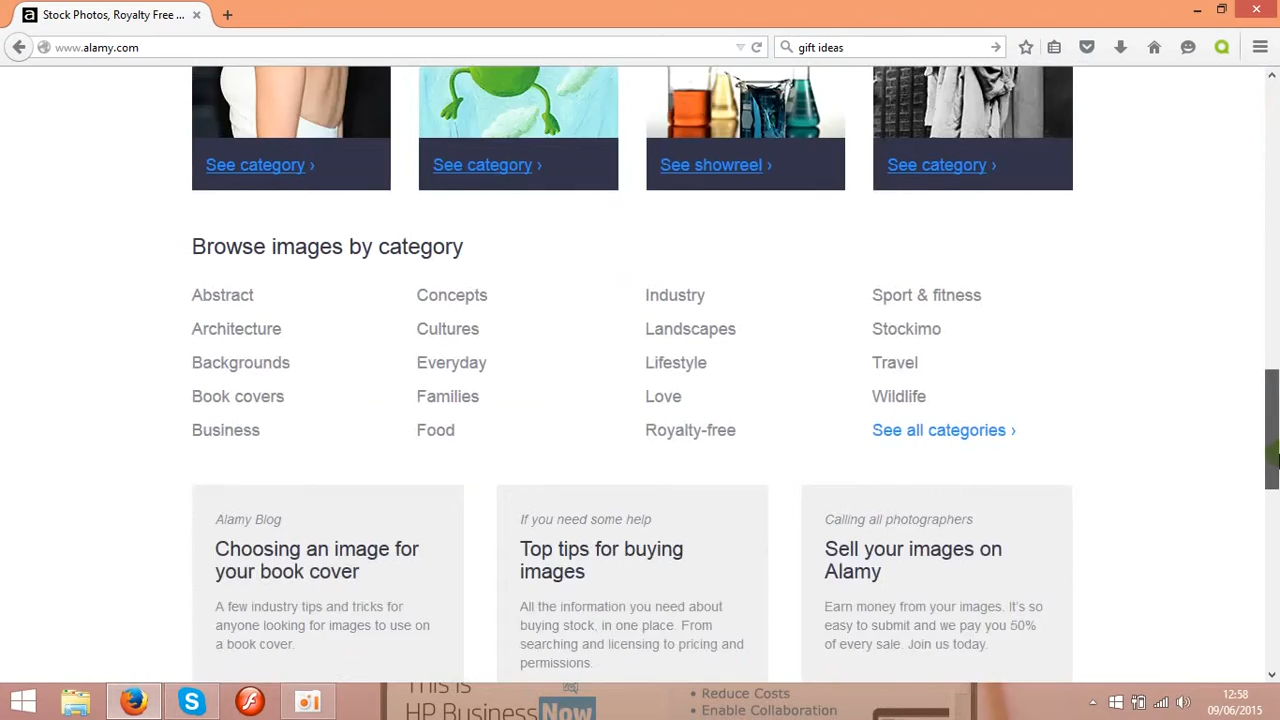 a Stock Photos, Royalty Free ... × +
www.alamy.com
gift ideas
See category › See category › See showreel › See category ›
Browse images by category
Abstract Concepts Industry Sport & fitness
Architecture Cultures Landscapes Stockimo
Backgrounds Everyday Lifestyle Travel
Book covers Families Love Wildlife
Business Food Royalty-free See all categories ›
Alamy Blog
Choosing an image for
your book cover
A few industry tips and tricks for
anyone looking for images to use on
a book cover.
If you need some help
Top tips for buying
images
All the information you need about
buying stock, in one place. From
searching and licensing to pricing and
permissions.
Calling all photographers
Sell your images on
Alamy
Earn money from your images. It's so
easy to submit and we pay you 50%
of every sale. Join us today.
This is
HP Business Now
• Reduce Costs
• Enable Collaboration
12:58
09/06/2015